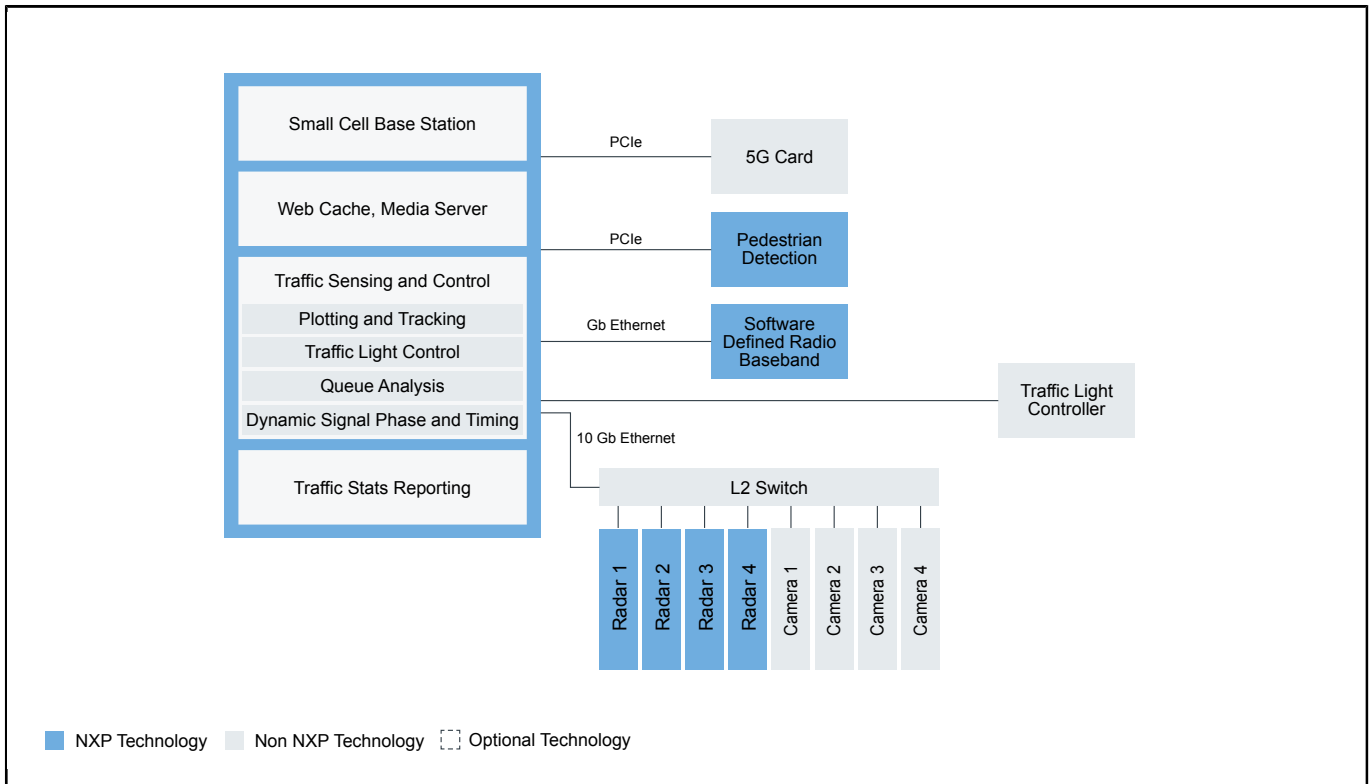 Small Cell Base Station
Web Cache, Media Server
Traffic Sensing and Control
Plotting and Tracking
Traffic Light Control
Queue Analysis
Dynamic Signal Phase and Timing
Traffic Stats Reporting
PCIe
5G Card
PCIe
Pedestrian
Detection
Gb Ethernet
Software
Defined Radio
Baseband
Traffic Light
Controller
10 Gb Ethernet
L2 Switch
Radar 1
Radar 2
Radar 3
Radar 4
Camera 1
Camera 2
Camera 3
Camera 4
NXP Technology
Non NXP Technology
Optional Technology